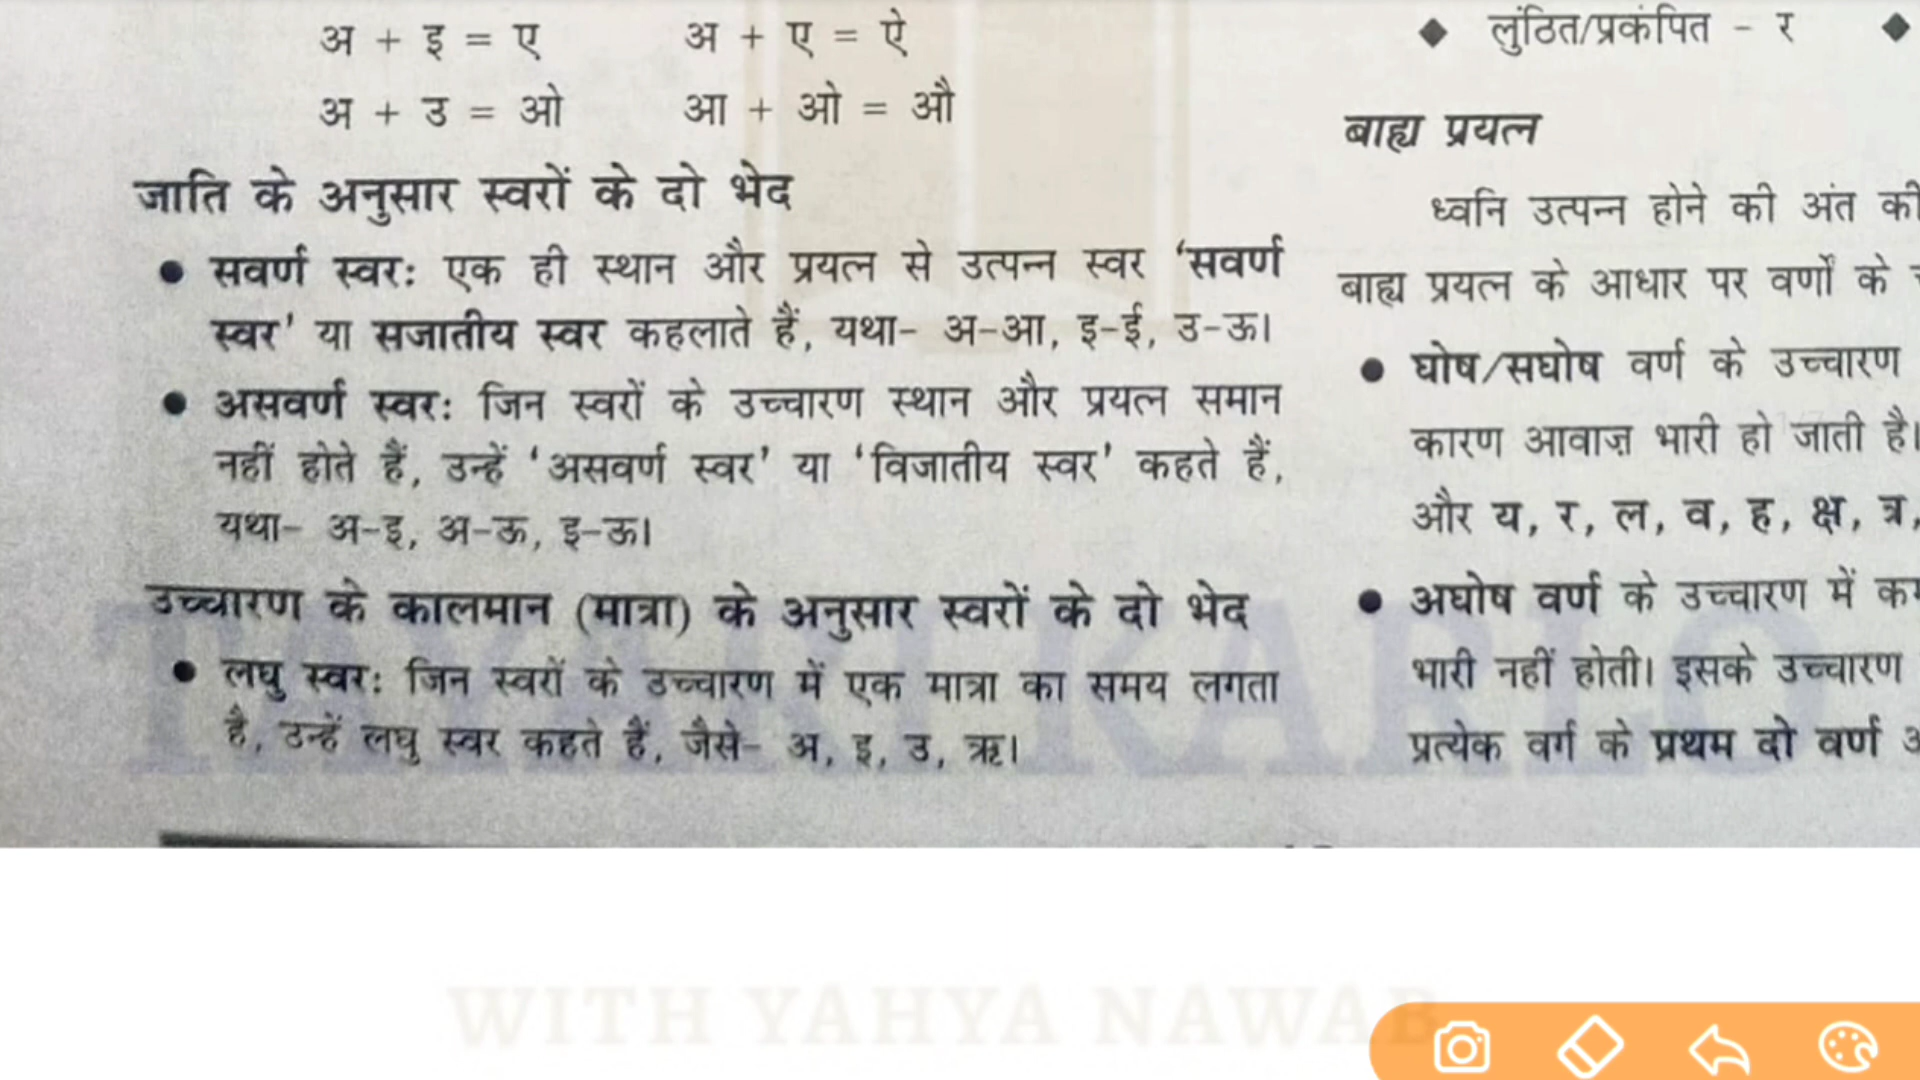 अ + इ = ए    अ + ए = ऐ
अ + उ = ओ    आ + ओ = औ
जाति के अनुसार स्वरों के दो भेद
● सवर्ण स्वरः एक ही स्थान और प्रयत्न से उत्पन्न स्वर ‘सवर्ण
स्वर’ या सजातीय स्वर कहलाते हैं, यथा- अ-आ, इ-ई, उ-ऊ।
● असवर्ण स्वरः जिन स्वरों के उच्चारण स्थान और प्रयत्न समान
नहीं होते हैं, उन्हें ‘असवर्ण स्वर’ या ‘विजातीय स्वर’ कहते हैं,
यथा- अ-इ, अ-ऊ, इ-ऊ।
उच्चारण के कालमान (मात्रा) के अनुसार स्वरों के दो भेद
● लघु स्वरः जिन स्वरों के उच्चारण में एक मात्रा का समय लगता
है, उन्हें लघु स्वर कहते हैं, जैसे- अ, इ, उ, ऋ।
◆ लुंठित/प्रकंपित - र ◆
बाह्य प्रयत्न
ध्वनि उत्पन्न होने की अंत की
बाह्य प्रयत्न के आधार पर वर्णों के
● घोष/सघोष वर्ण के उच्चारण
कारण आवाज़ भारी हो जाती है।
और य, र, ल, व, ह, क्ष, त्र,
● अघोष वर्ण के उच्चारण में
भारी नहीं होती। इसके उच्चारण
प्रत्येक वर्ग के प्रथम दो वर्ण
TAYARI KARLO
WITH YAHYA NAWAB